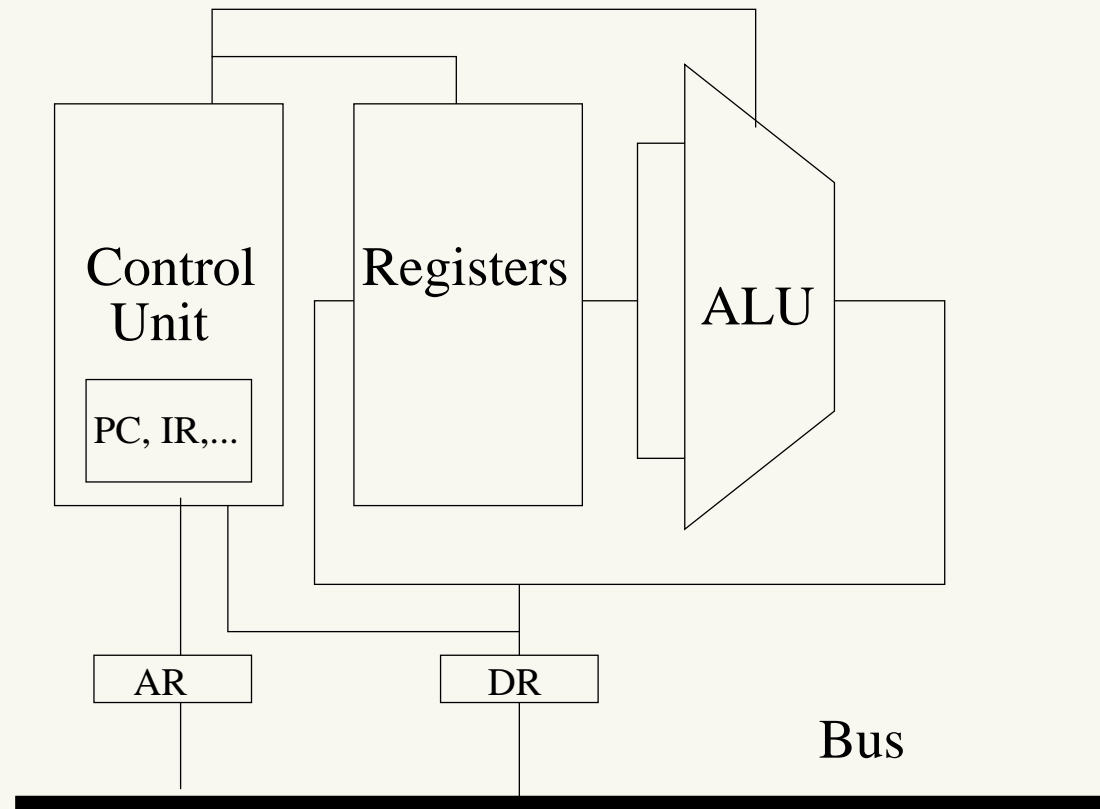 Control
Unit
Registers
ALU
PC, IR,...
AR
DR
Bus